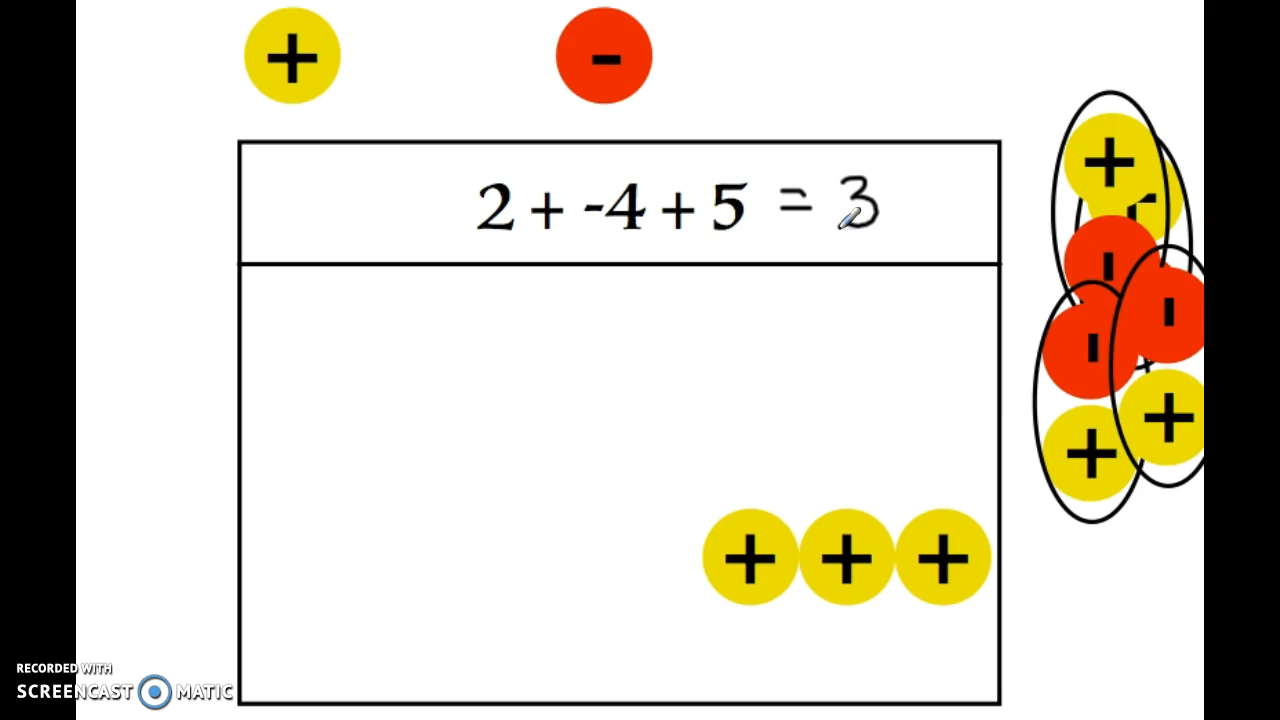 + -
2 + -4 + 5 = 3
+
-
- -
+ +
+ + +
RECORDED WITH
SCREENCAST MATIC